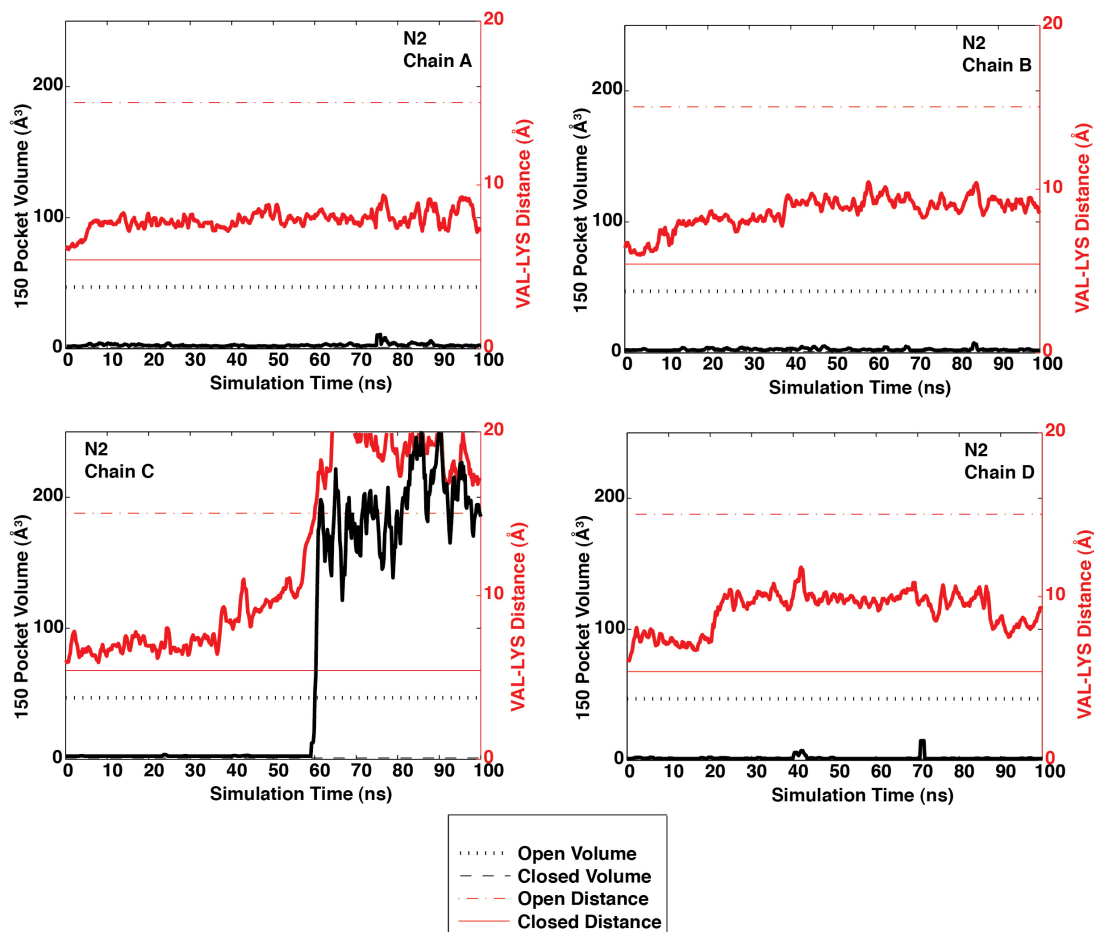 N2
Chain A
20
10
0
VAL-LYS Distance (Å)
200
100
0
150 Pocket Volume (Å³)
0 10 20 30 40 50 60 70 80 90 100
Simulation Time (ns)
N2
Chain B
20
10
0
VAL-LYS Distance (Å)
200
100
0
150 Pocket Volume (Å³)
0 10 20 30 40 50 60 70 80 90 100
Simulation Time (ns)
N2
Chain C
20
10
0
VAL-LYS Distance (Å)
200
100
0
150 Pocket Volume (Å³)
0 10 20 30 40 50 60 70 80 90 100
Simulation Time (ns)
N2
Chain D
20
10
0
VAL-LYS Distance (Å)
200
100
0
150 Pocket Volume (Å³)
0 10 20 30 40 50 60 70 80 90 100
Simulation Time (ns)
Open Volume
Closed Volume
Open Distance
Closed Distance